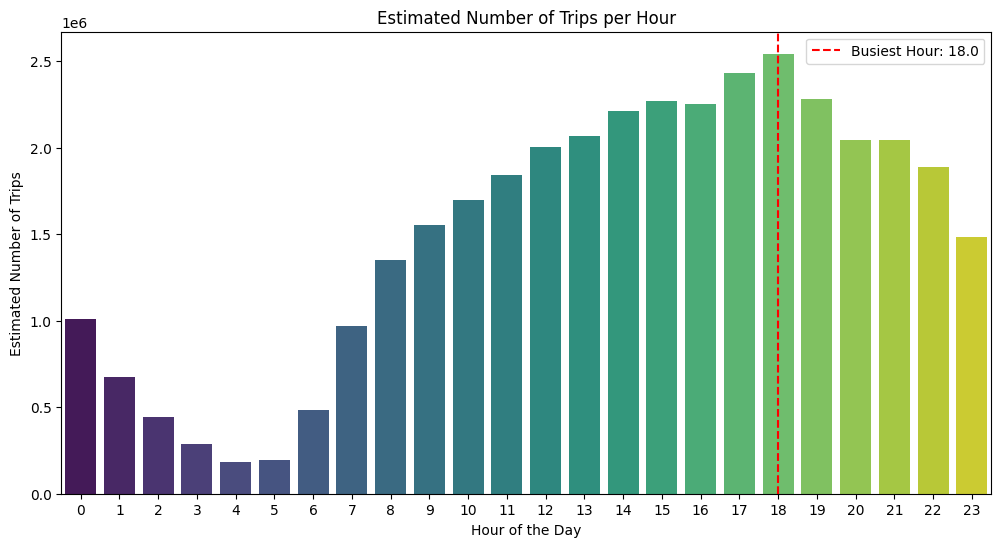 Estimated Number of Trips per Hour
1e6
Busiest Hour: 18.0
2.5
2.0
1.5
1.0
0.5
0.0
Estimated Number of Trips
0 1 2 3 4 5 6 7 8 9 10 11 12 13 14 15 16 17 18 19 20 21 22 23
Hour of the Day